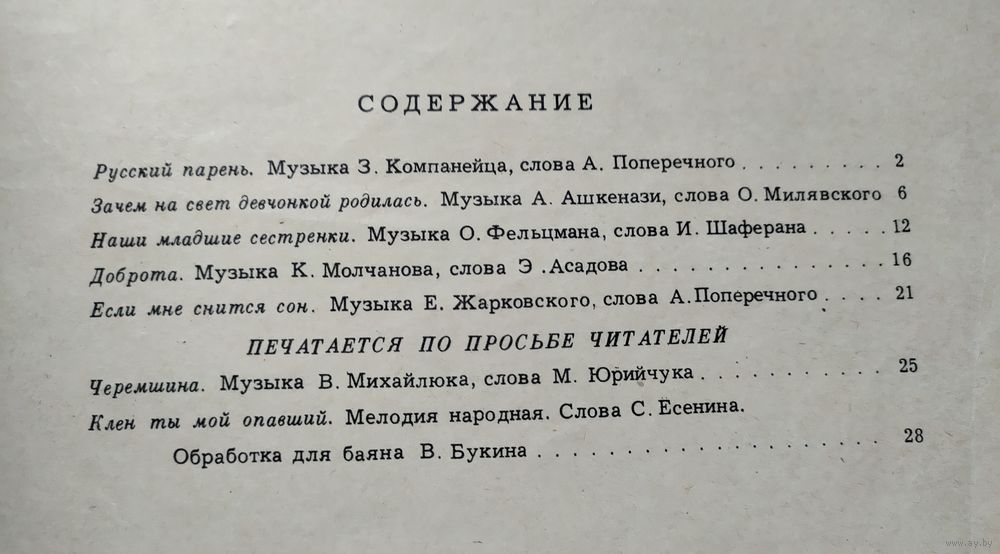 СОДЕРЖАНИЕ
Русский парень. Музыка З. Компанейца, слова А. Поперечного . . . . . . . . . 2
Зачем на свет девчонкой родилась. Музыка А. Ашкенази, слова О. Милявского 6
Наши младшие сестренки. Музыка О. Фельцмана, слова И. Шаферана . . . . . 12
Доброта. Музыка К. Молчанова, слова Э .Асадова . . . . . . . . . . . . . . 16
Если мне снится сон. Музыка Е. Жарковского, слова А.Поперечного . . . . 21
ПЕЧАТАЕТСЯ ПО ПРОСЬБЕ ЧИТАТЕЛЕЙ
Черемшина. Музыка В. Михайлюка, слова М. Юрийчука . . . . . . . . . . . 25
Клен ты мой опавший. Мелодия народная. Слова С. Есенина.
Обработка для баяна В. Букина . . . . . . . . . . . . . . . . . . 28
www.ay.by